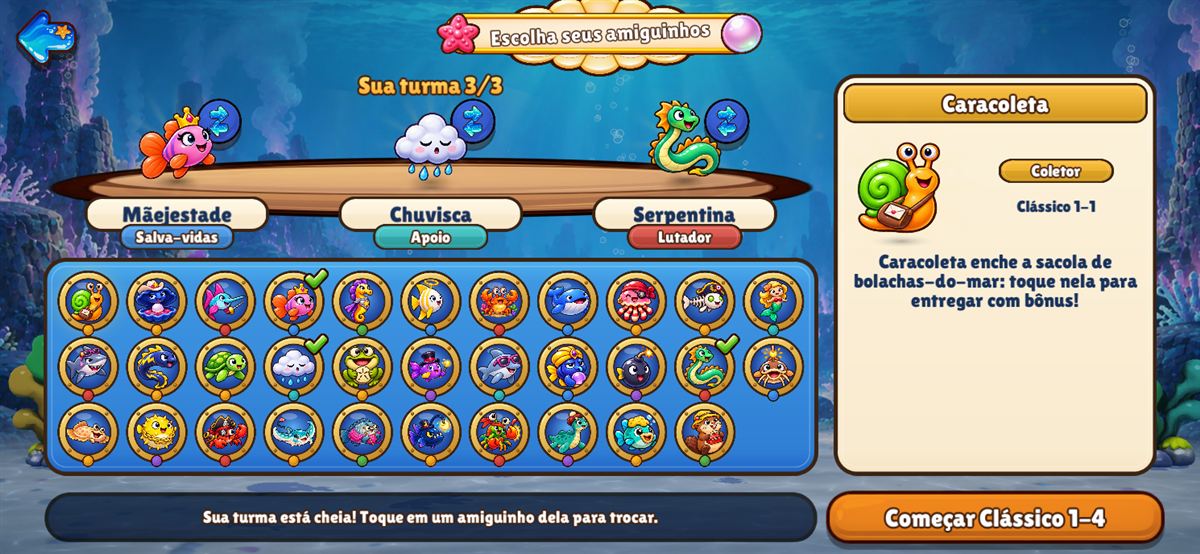 Escolha seus amiguinhos
Sua turma 3/3
Mãejestade
Salva-vidas
Chuvisca
Apoio
Serpentina
Lutador
Caracoleta
Coletor
Clássico 1-1
Caracoleta enche a sacola de
bolachas-do-mar: toque nela para
entregar com bônus!
Sua turma está cheia! Toque em um amiguinho dela para trocar.
Começar Clássico 1-4